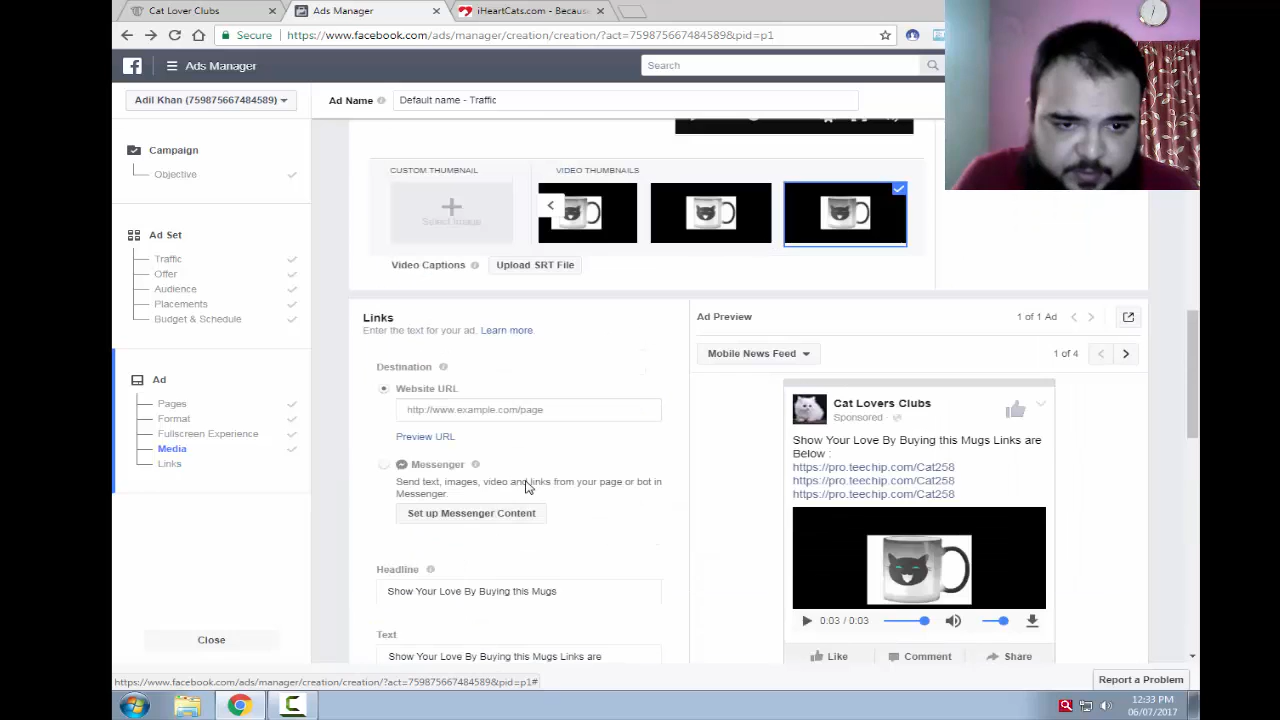 Cat Lover Clubs
Ads Manager
iHeartCats.com - Becaus
Secure
https://www.facebook.com/ads/manager/creation/creation/?act=759875667484589&pid=p1
Ads Manager
Search
Adil Khan (759875667484589)
Ad Name
Default name - Traffic
Campaign
Objective
Ad Set
Traffic
Offer
Audience
Placements
Budget & Schedule
Ad
Pages
Format
Fullscreen Experience
Media
Links
Close
CUSTOM THUMBNAIL
VIDEO THUMBNAILS
Select Image
Video Captions
Upload SRT File
Links
Enter the text for your ad. Learn more.
Destination
Website URL
http://www.example.com/page
Preview URL
Messenger
Send text, images, video and links from your page or bot in
Messenger.
Set up Messenger Content
Headline
Show Your Love By Buying this Mugs
Text
Show Your Love By Buying this Mugs Links are
Ad Preview
1 of 1 Ad
Mobile News Feed
1 of 4
Cat Lovers Clubs
Sponsored
Show Your Love By Buying this Mugs Links are
Below :
https://pro.teechip.com/Cat258
https://pro.teechip.com/Cat258
https://pro.teechip.com/Cat258
0:03 / 0:03
Like
Comment
Share
https://www.facebook.com/ads/manager/creation/creation/?act=759875667484589&pid=p1#
Report a Problem
12:33 PM
06/07/2017